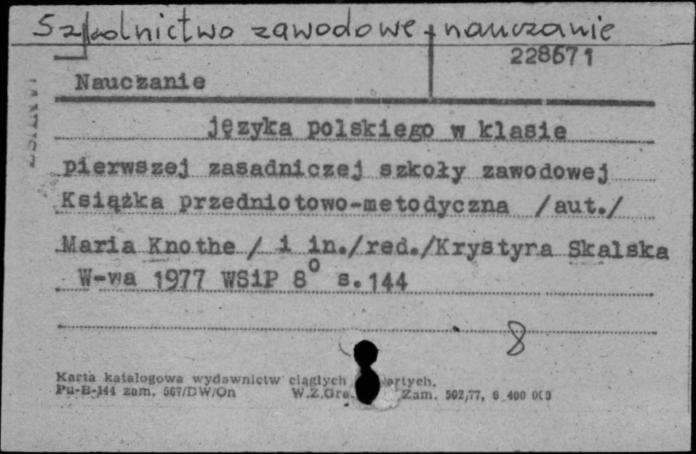 Szkolnictwo zawodowe - nauczanie
228671
Nauczanie
języka polskiego w klasie
pierwszej zasadniczej szkoły zawodowej
Książka przedniotowo-metodyczna /aut./
Maria Knothe / i in./red./Krystyra Skalska
W-wa 1977 WSiP 8° s.144
8
Karta katalogowa wydawnictw ciągłych
Pu-B-144 zam. 567/DW/On W.Z.Gra. Zam. 502/77, 6 400 000